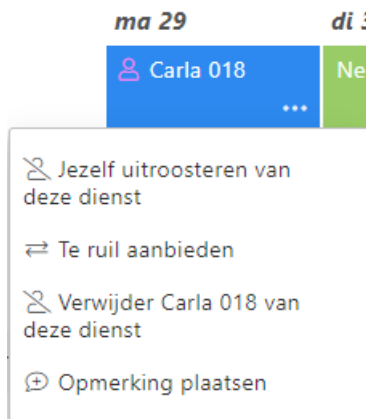 ma 29
di 3
Carla 018
Ne
...
Jezelf uitroosteren van
deze dienst
Te ruil aanbieden
Verwijder Carla 018 van
deze dienst
Opmerking plaatsen